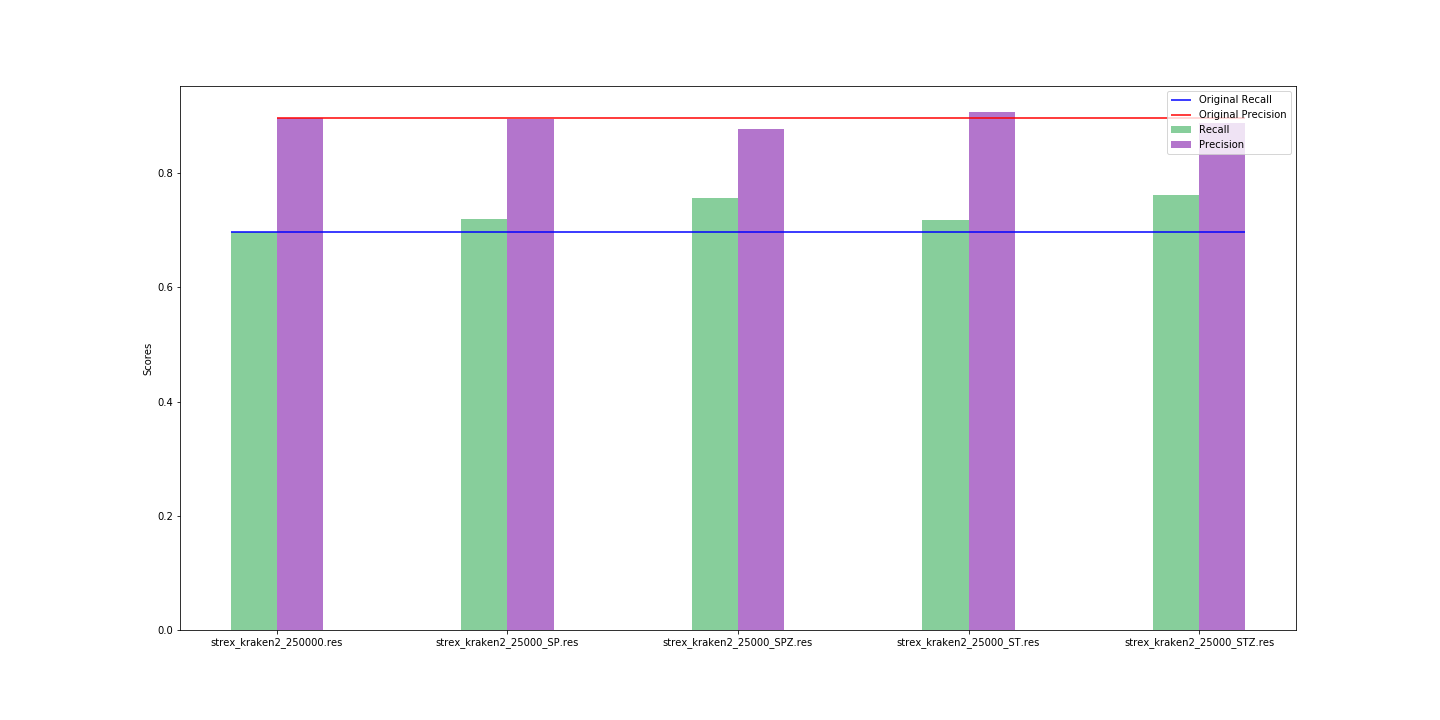 Original Recall
Original Precision
Recall
Precision
0.8
0.6
0.4
0.2
0.0
Scores
strex_kraken2_250000.res
strex_kraken2_25000_SP.res
strex_kraken2_25000_SPZ.res
strex_kraken2_25000_ST.res
strex_kraken2_25000_STZ.res